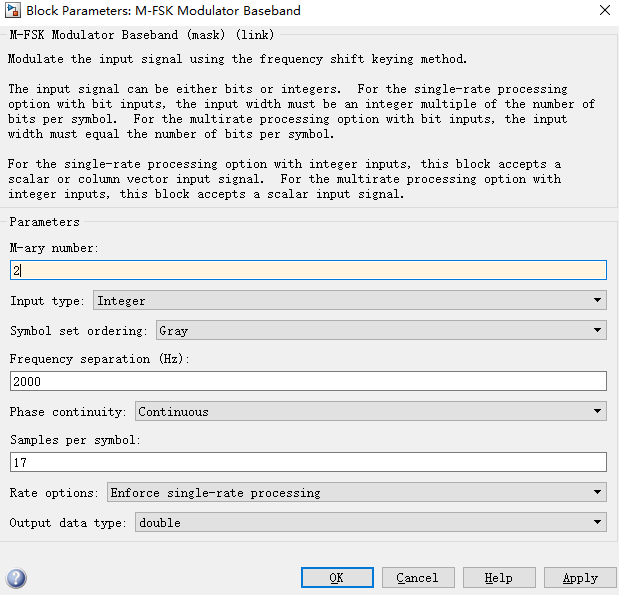 Block Parameters: M-FSK Modulator Baseband
M-FSK Modulator Baseband (mask) (link)
Modulate the input signal using the frequency shift keying method.
The input signal can be either bits or integers.  For the single-rate processing
option with bit inputs, the input width must be an integer multiple of the number of
bits per symbol.  For the multirate processing option with bit inputs, the input
width must equal the number of bits per symbol.
For the single-rate processing option with integer inputs, this block accepts a
scalar or column vector input signal.  For the multirate processing option with
integer inputs, this block accepts a scalar input signal.
Parameters
M-ary number:
2
Input type: Integer
Symbol set ordering: Gray
Frequency separation (Hz):
2000
Phase continuity: Continuous
Samples per symbol:
17
Rate options: Enforce single-rate processing
Output data type: double
OK Cancel Help Apply